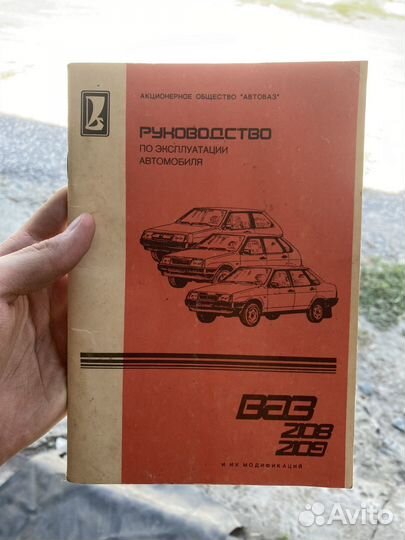 АКЦИОНЕРНОЕ ОБЩЕСТВО "АВТОВАЗ"
РУКОВОДСТВО
ПО ЭКСПЛУАТАЦИИ
АВТОМОБИЛЯ
ВАЗ
2108
2109
И ИХ МОДИФИКАЦИЙ
Avito